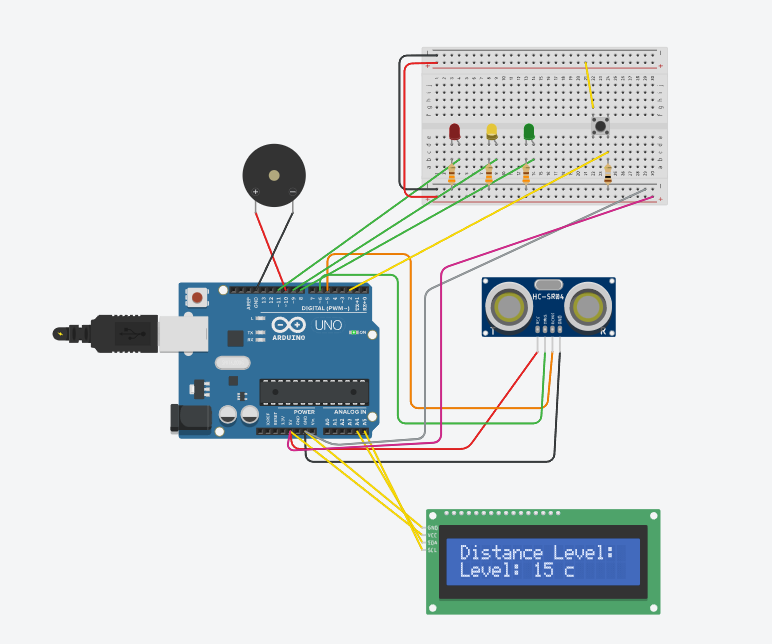 +
−
AREF
GND
13
12
~11
~10
~9
8
7
~6
~5
4
~3
2
TX→1
RX←0
DIGITAL (PWM~)
L
TX
RX
UNO
ON
ARDUINO
POWER
ANALOG IN
IOREF
RESET
3.3V
5V
GND
GND
Vin
A0
A1
A2
A3
A4
A5
HC-SR04
VCC
TRIG
ECHO
GND
T
R
GND
VCC
SDA
SCL
Distance Level:
Level: 15 c